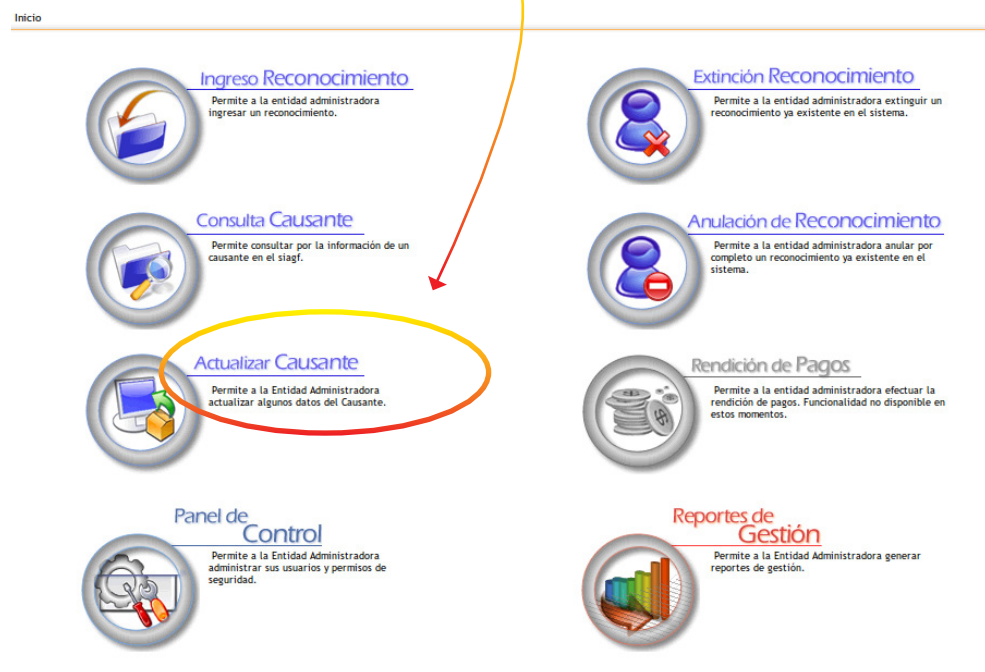 Inicio
Ingreso Reconocimiento
Permite a la entidad administradora
ingresar un reconocimiento.
Extinción Reconocimiento
Permite a la entidad administradora extinguir un
reconocimiento ya existente en el sistema.
Consulta Causante
Permite consultar por la información de un
causante en el siagf.
Anulación de Reconocimiento
Permite a la entidad administradora anular por
completo un reconocimiento ya existente en el
sistema.
Actualizar Causante
Permite a la Entidad Administradora
actualizar algunos datos del Causante.
Rendición de Pagos
Permite a la entidad administradora efectuar la
rendición de pagos. Funcionalidad no disponible en
estos momentos.
Panel de
Control
Permite a la Entidad Administradora
administrar sus usuarios y permisos de
seguridad.
Reportes de
Gestión
Permite a la Entidad Administradora generar
reportes de gestión.